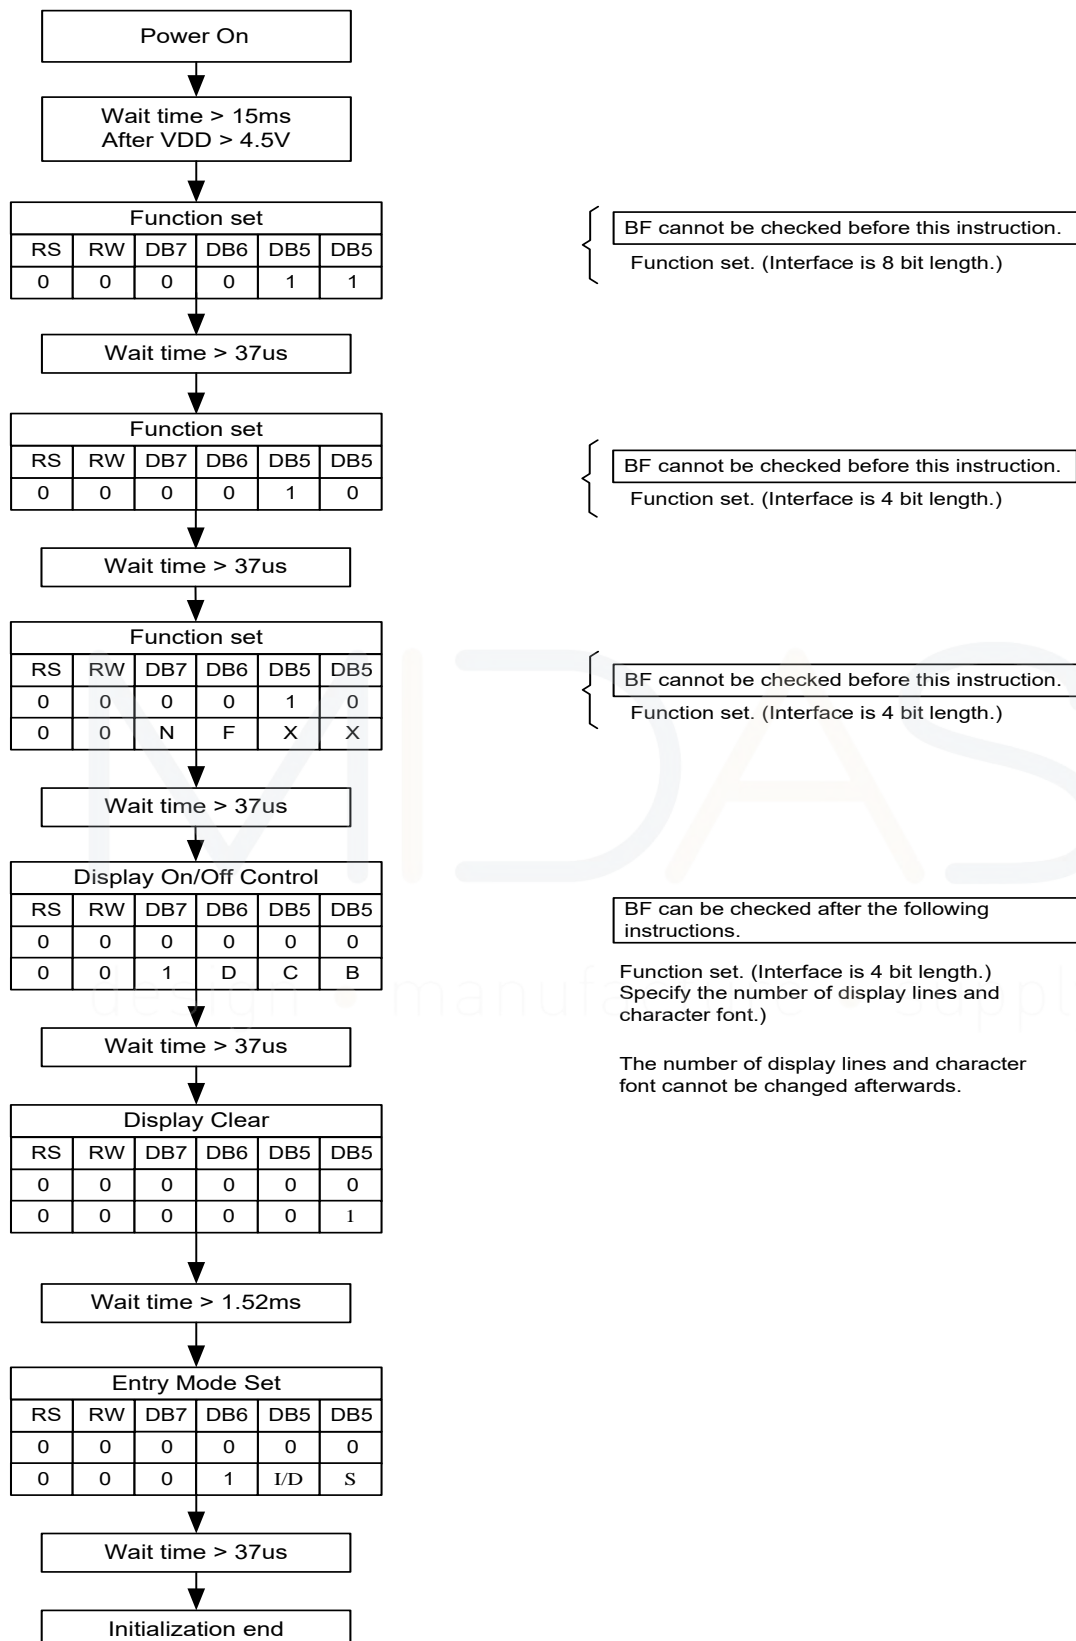 Power On
Wait time > 15ms
After VDD > 4.5V
Function set
RS RW DB7 DB6 DB5 DB5
0 0 0 0 1 1
BF cannot be checked before this instruction.
Function set. (Interface is 8 bit length.)
Wait time > 37us
Function set
RS RW DB7 DB6 DB5 DB5
0 0 0 0 1 0
BF cannot be checked before this instruction.
Function set. (Interface is 4 bit length.)
Wait time > 37us
Function set
RS RW DB7 DB6 DB5 DB5
0 0 0 0 1 0
0 0 N F X X
BF cannot be checked before this instruction.
Function set. (Interface is 4 bit length.)
Wait time > 37us
MIDAS
Display On/Off Control
RS RW DB7 DB6 DB5 DB5
0 0 0 0 0 0
0 0 1 D C B
BF can be checked after the following
instructions.
Function set. (Interface is 4 bit length.)
Specify the number of display lines and
character font.)
design • manufacture • suppl
Wait time > 37us
The number of display lines and character
font cannot be changed afterwards.
Display Clear
RS RW DB7 DB6 DB5 DB5
0 0 0 0 0 0
0 0 0 0 0 1
Wait time > 1.52ms
Entry Mode Set
RS RW DB7 DB6 DB5 DB5
0 0 0 0 0 0
0 0 0 1 I/D S
Wait time > 37us
Initialization end